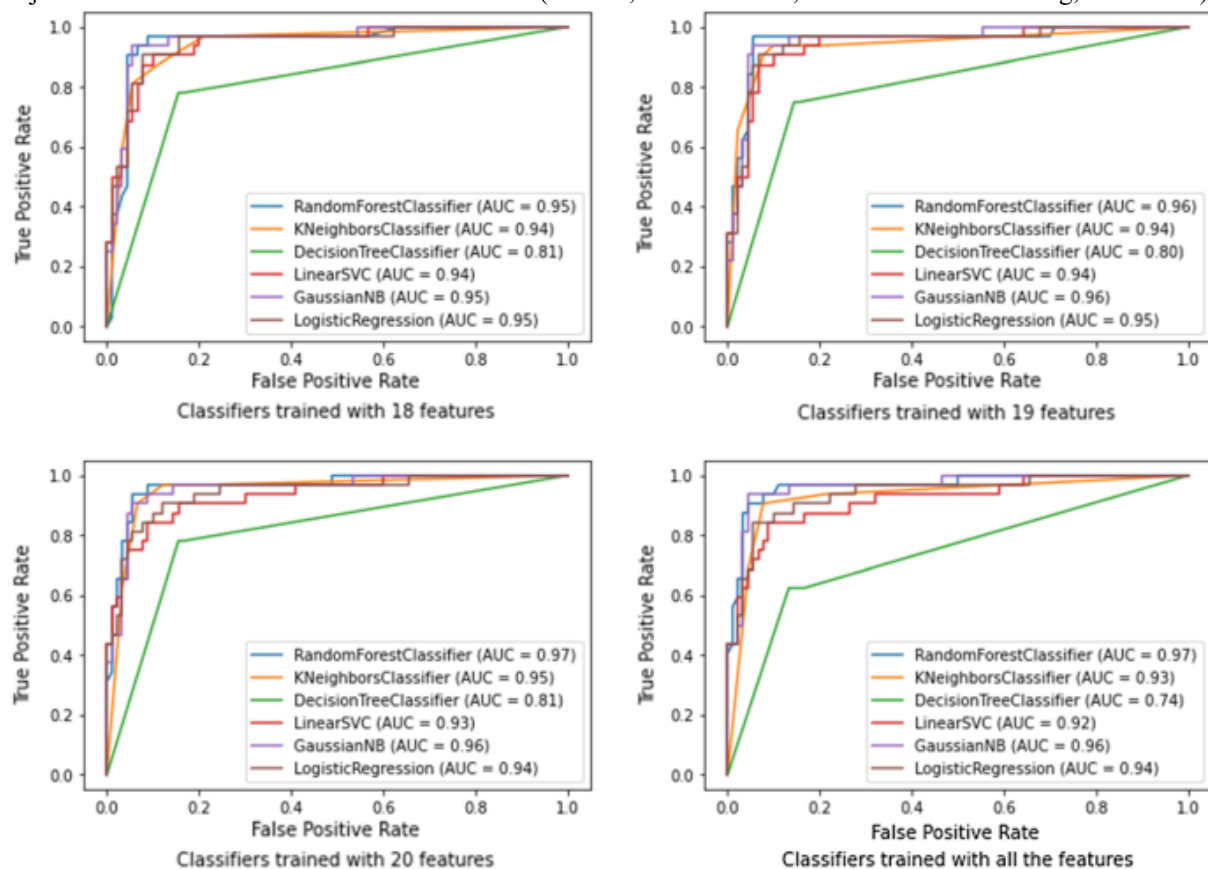 1.0
0.8
0.6
0.4
0.2
0.0
True Positive Rate
RandomForestClassifier (AUC = 0.95)
KNeighborsClassifier (AUC = 0.94)
DecisionTreeClassifier (AUC = 0.81)
LinearSVC (AUC = 0.94)
GaussianNB (AUC = 0.95)
LogisticRegression (AUC = 0.95)
0.0 0.2 0.4 0.6 0.8 1.0
False Positive Rate
Classifiers trained with 18 features
1.0
0.8
0.6
0.4
0.2
0.0
True Positive Rate
RandomForestClassifier (AUC = 0.96)
KNeighborsClassifier (AUC = 0.94)
DecisionTreeClassifier (AUC = 0.80)
LinearSVC (AUC = 0.94)
GaussianNB (AUC = 0.96)
LogisticRegression (AUC = 0.95)
0.0 0.2 0.4 0.6 0.8 1.0
False Positive Rate
Classifiers trained with 19 features
1.0
0.8
0.6
0.4
0.2
0.0
True Positive Rate
RandomForestClassifier (AUC = 0.97)
KNeighborsClassifier (AUC = 0.95)
DecisionTreeClassifier (AUC = 0.81)
LinearSVC (AUC = 0.93)
GaussianNB (AUC = 0.96)
LogisticRegression (AUC = 0.94)
0.0 0.2 0.4 0.6 0.8 1.0
False Positive Rate
Classifiers trained with 20 features
1.0
0.8
0.6
0.4
0.2
0.0
True Positive Rate
RandomForestClassifier (AUC = 0.97)
KNeighborsClassifier (AUC = 0.93)
DecisionTreeClassifier (AUC = 0.74)
LinearSVC (AUC = 0.92)
GaussianNB (AUC = 0.96)
LogisticRegression (AUC = 0.94)
0.0 0.2 0.4 0.6 0.8 1.0
False Positive Rate
Classifiers trained with all the features